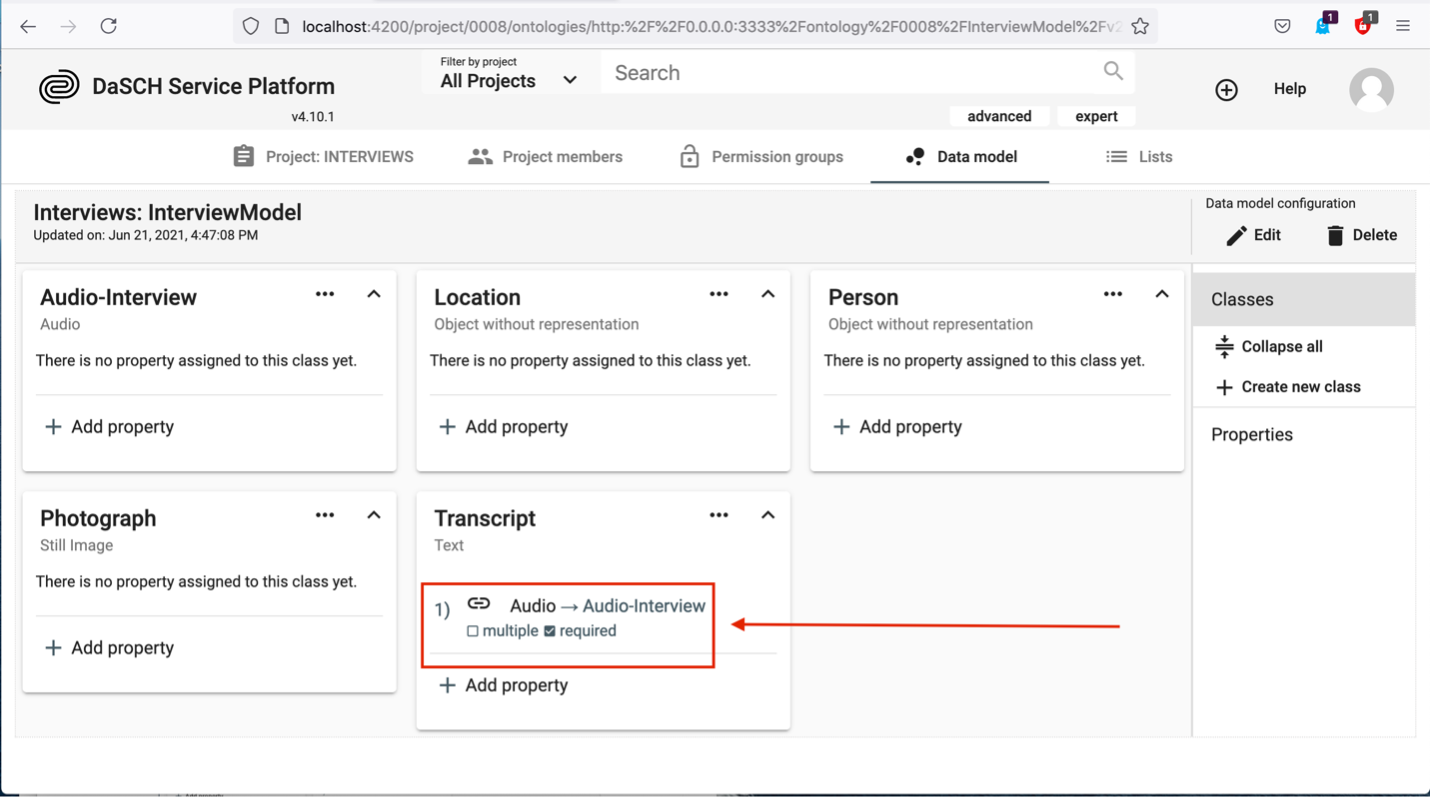 localhost:4200/project/0008/ontologies/http:%2F%2F0.0.0.0:3333%2Fontology%2F0008%2FInterviewModel%2Fv2
1
1
DaSCH Service Platform
v4.10.1
Filter by project
All Projects
Search
advanced
expert
Help
Project: INTERVIEWS
Project members
Permission groups
Data model
Lists
Interviews: InterviewModel
Updated on: Jun 21, 2021, 4:47:08 PM
Data model configuration
Edit
Delete
Audio-Interview
Audio
There is no property assigned to this class yet.
Add property
Location
Object without representation
There is no property assigned to this class yet.
Add property
Person
Object without representation
There is no property assigned to this class yet.
Add property
Classes
Collapse all
Create new class
Properties
Photograph
Still Image
There is no property assigned to this class yet.
Add property
Transcript
Text
1) Audio → Audio-Interview
multiple required
Add property